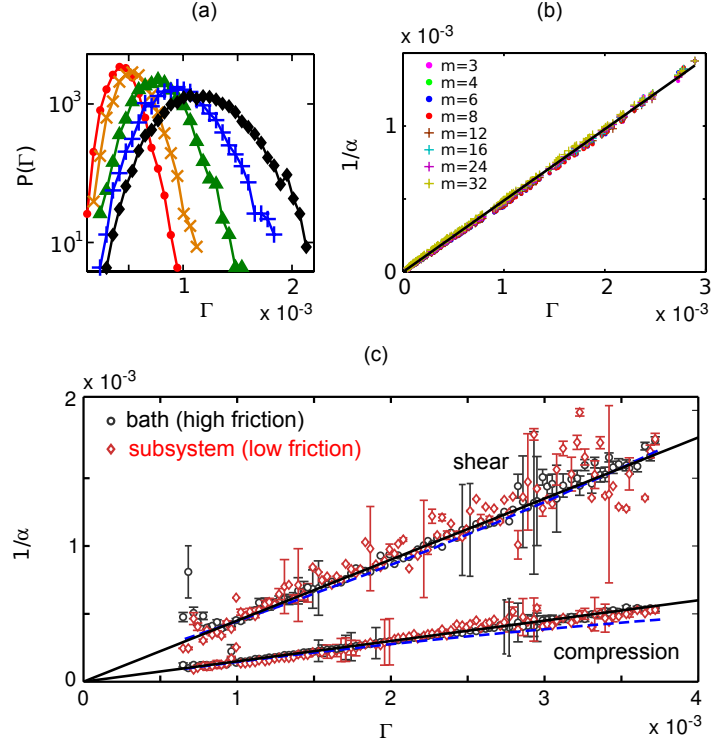 (a)
10³
10¹
P(Γ)
1
2
Γ
x 10⁻³
(b)
x 10⁻³
m=3
m=4
m=6
m=8
m=12
m=16
m=24
m=32
1/α
1
0
0
1
2
3
Γ
x 10⁻³
(c)
x 10⁻³
2
1
0
1/α
bath (high friction)
subsystem (low friction)
shear
compression
0
1
2
3
4
Γ
x 10⁻³